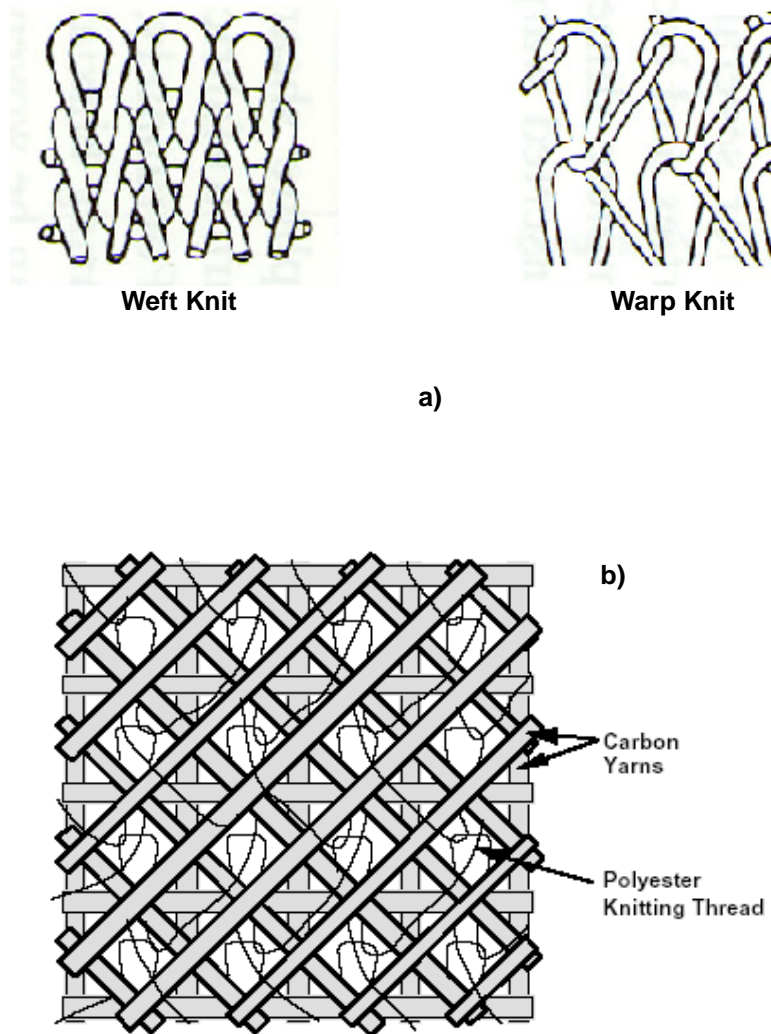 Weft Knit
Warp Knit
a)
b)
Carbon
Yarns
Polyester
Knitting Thread